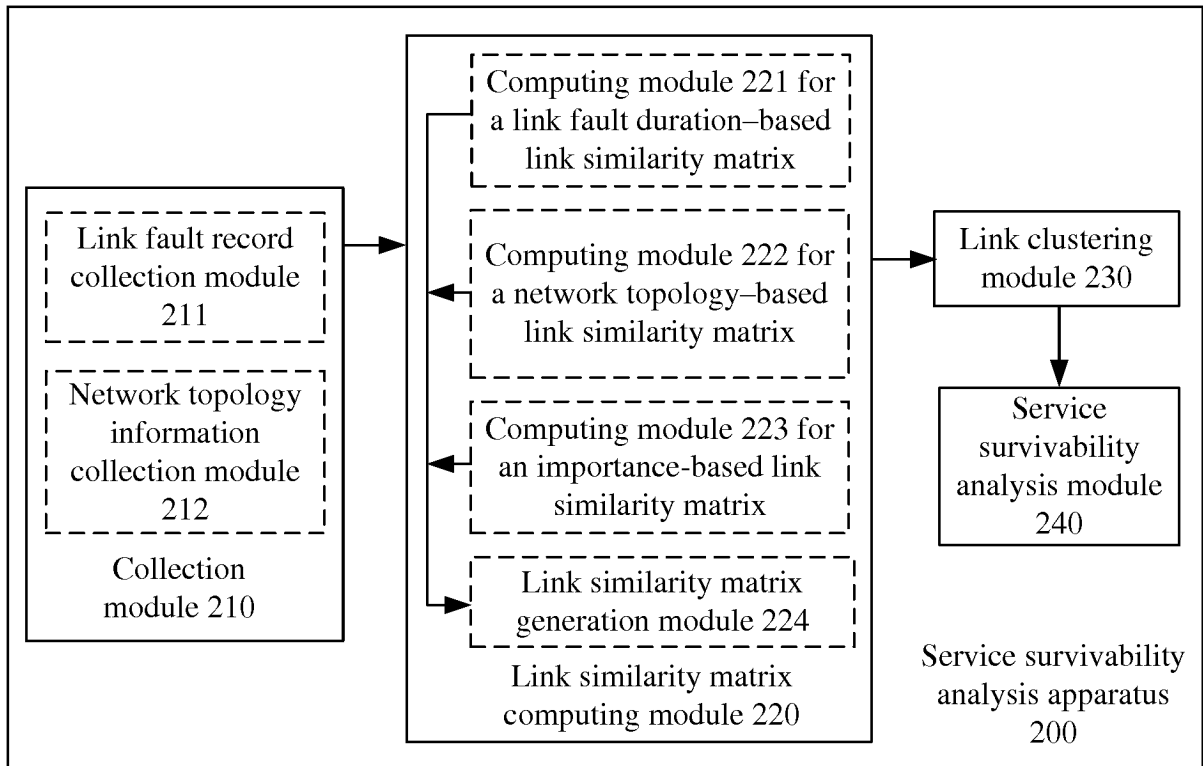 Link fault record
collection module
211
Network topology
information
collection module
212
Collection
module 210
Computing module 221 for
a link fault duration–based
link similarity matrix
Computing module 222 for
a network topology–based
link similarity matrix
Computing module 223 for
an importance-based link
similarity matrix
Link similarity matrix
generation module 224
Link similarity matrix
computing module 220
Link clustering
module 230
Service
survivability
analysis module
240
Service survivability
analysis apparatus
200